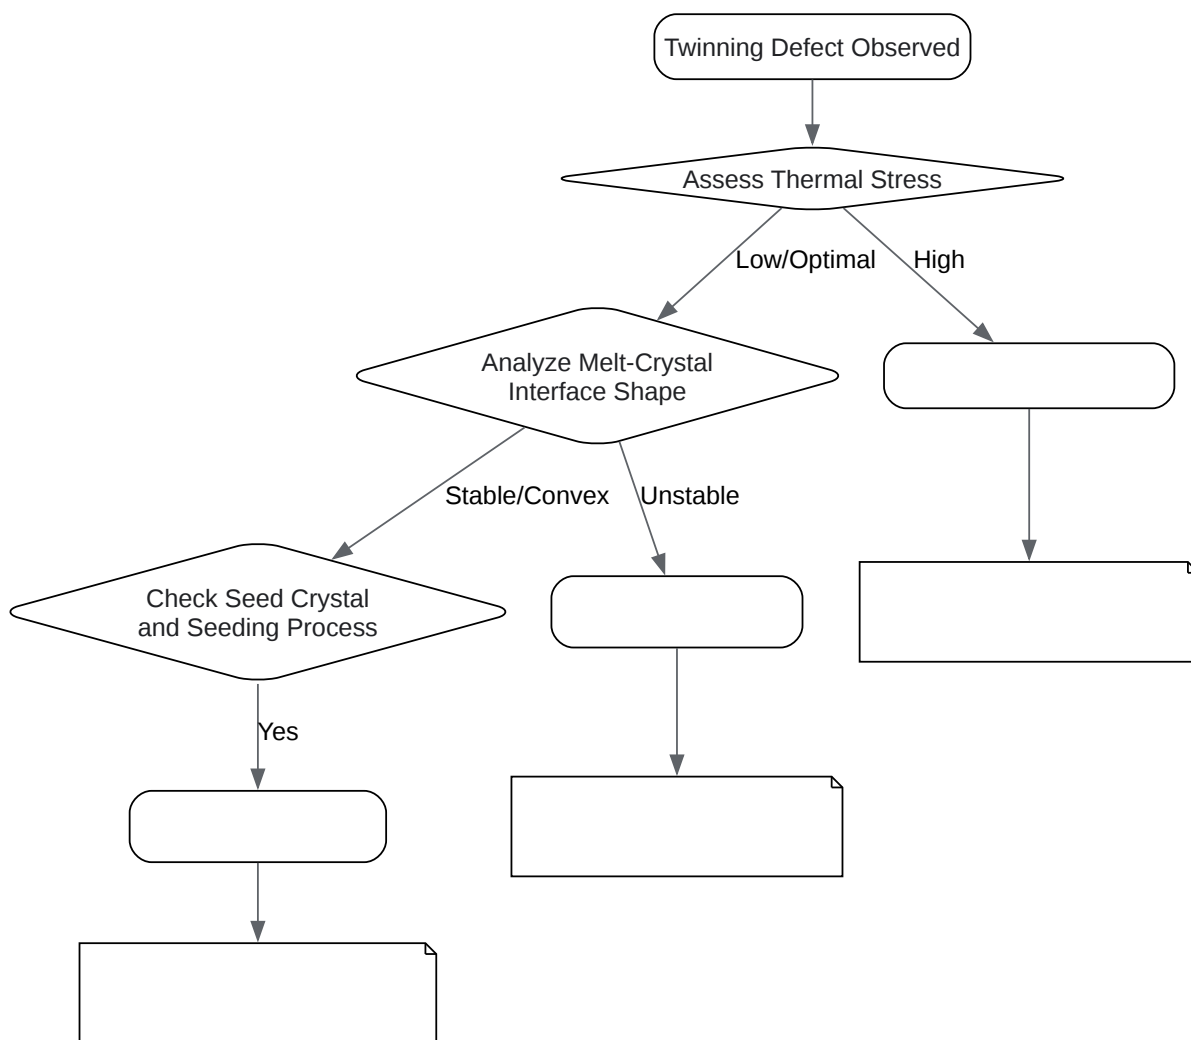 Twinning Defect Observed
Assess Thermal Stress
Low/Optimal
High
Analyze Melt-Crystal
Interface Shape
Stable/Convex
Unstable
Check Seed Crystal
and Seeding Process
Yes